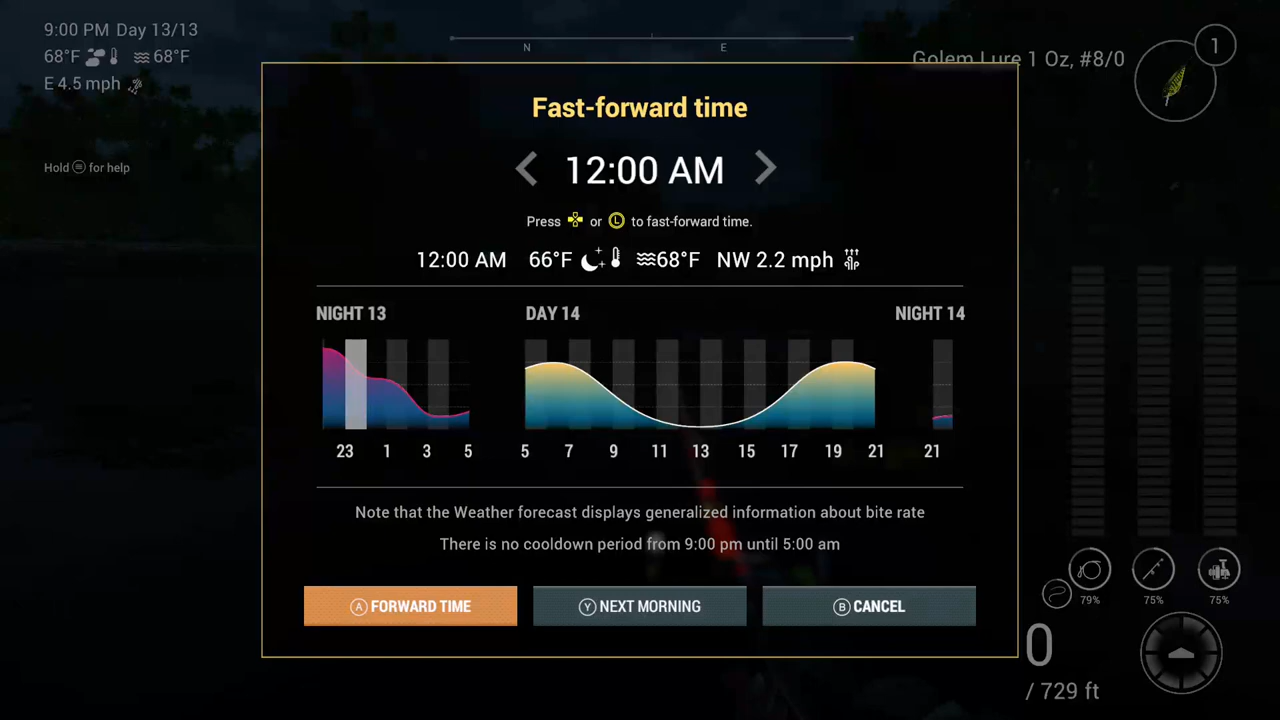 9:00 PM Day 13/13
68°F 68°F
E 4.5 mph
N E
Golem Lure 1 Oz, #8/0
1
Hold for help
Fast-forward time
12:00 AM
Press or L to fast-forward time.
12:00 AM 66°F 68°F NW 2.2 mph
NIGHT 13 DAY 14 NIGHT 14
23 1 3 5 5 7 9 11 13 15 17 19 21 21
Note that the Weather forecast displays generalized information about bite rate
There is no cooldown period from 9:00 pm until 5:00 am
A FORWARD TIME Y NEXT MORNING B CANCEL
79% 75% 75%
0
/ 729 ft